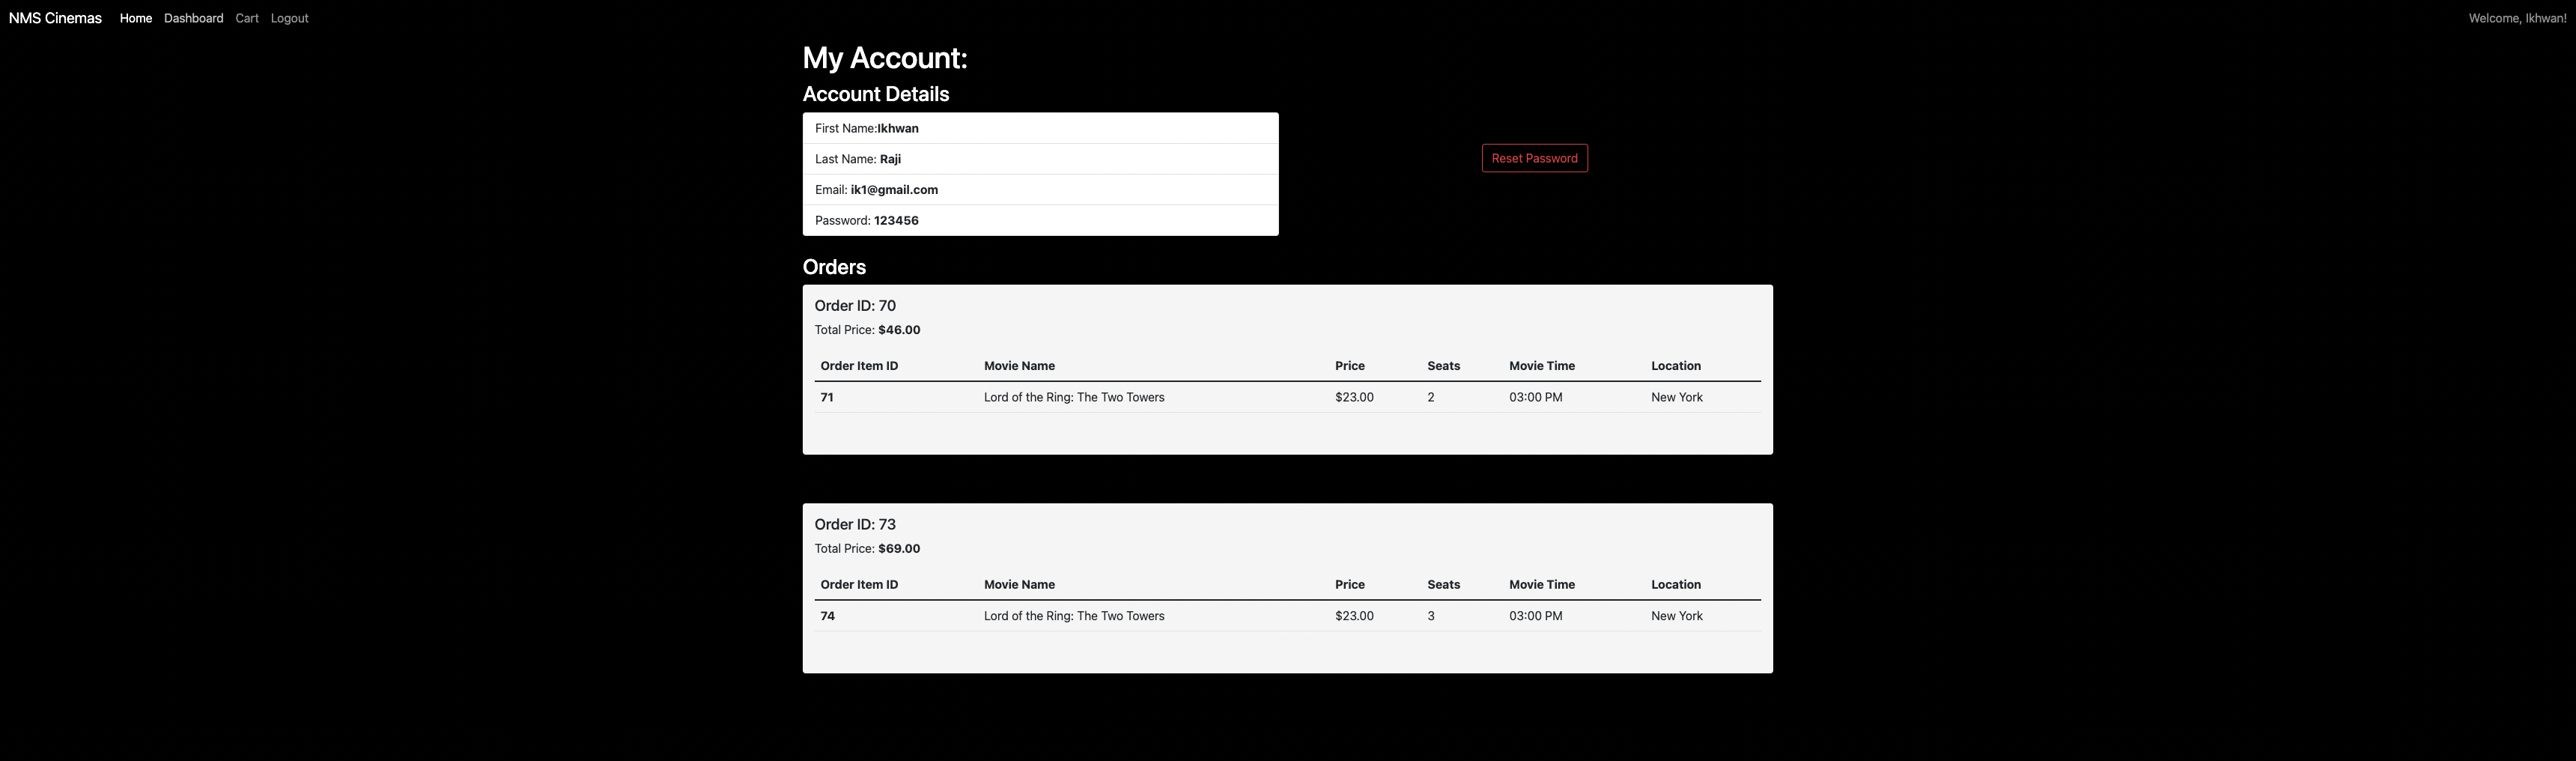 NMS Cinemas Home Dashboard Cart Logout Welcome, Ikhwan!
My Account:
Account Details
First Name:Ikhwan
Last Name: Raji
Reset Password
Email: ik1@gmail.com
Password: 123456
Orders
Order ID: 70
Total Price: $46.00
Order Item ID Movie Name Price Seats Movie Time Location
71 Lord of the Ring: The Two Towers $23.00 2 03:00 PM New York
Order ID: 73
Total Price: $69.00
Order Item ID Movie Name Price Seats Movie Time Location
74 Lord of the Ring: The Two Towers $23.00 3 03:00 PM New York